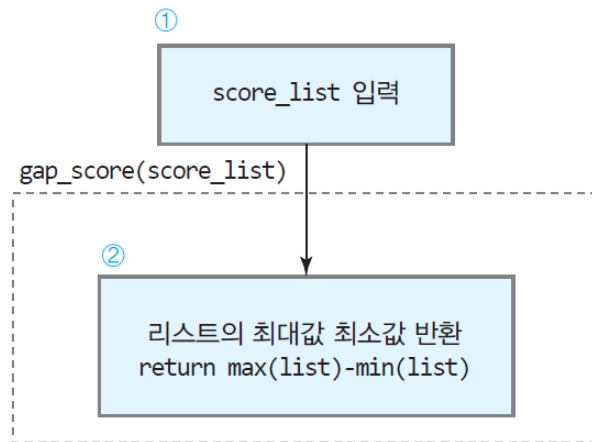 ①
score_list 입력
gap_score(score_list)
②
리스트의 최대값 최소값 반환
return max(list)-min(list)